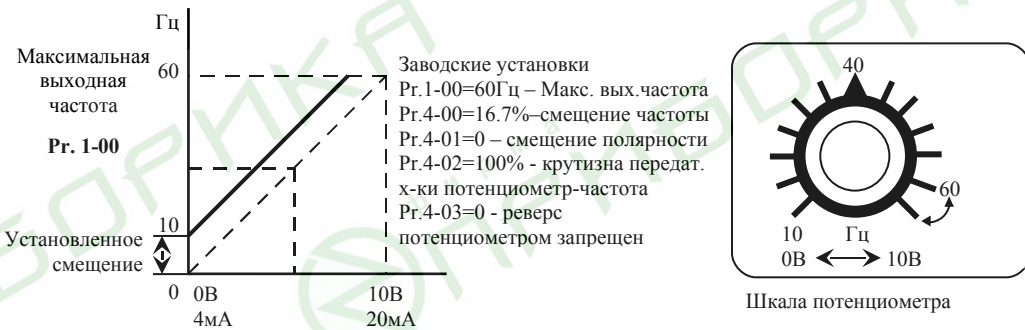 Гц
Максимальная
выходная
частота
Pr. 1-00
60
10
Установленное
смещение
0
0В
10В
4мА
20мА
Заводские установки
Pr.1-00=60Гц – Макс. вых.частота
Pr.4-00=16.7%–смещение частоты
Pr.4-01=0 – смещение полярности
Pr.4-02=100% - крутизна передат.
х-ки потенциометр-частота
Pr.4-03=0 - реверс
потенциометром запрещен
40
60
10
Гц
0В
10В
Шкала потенциометра